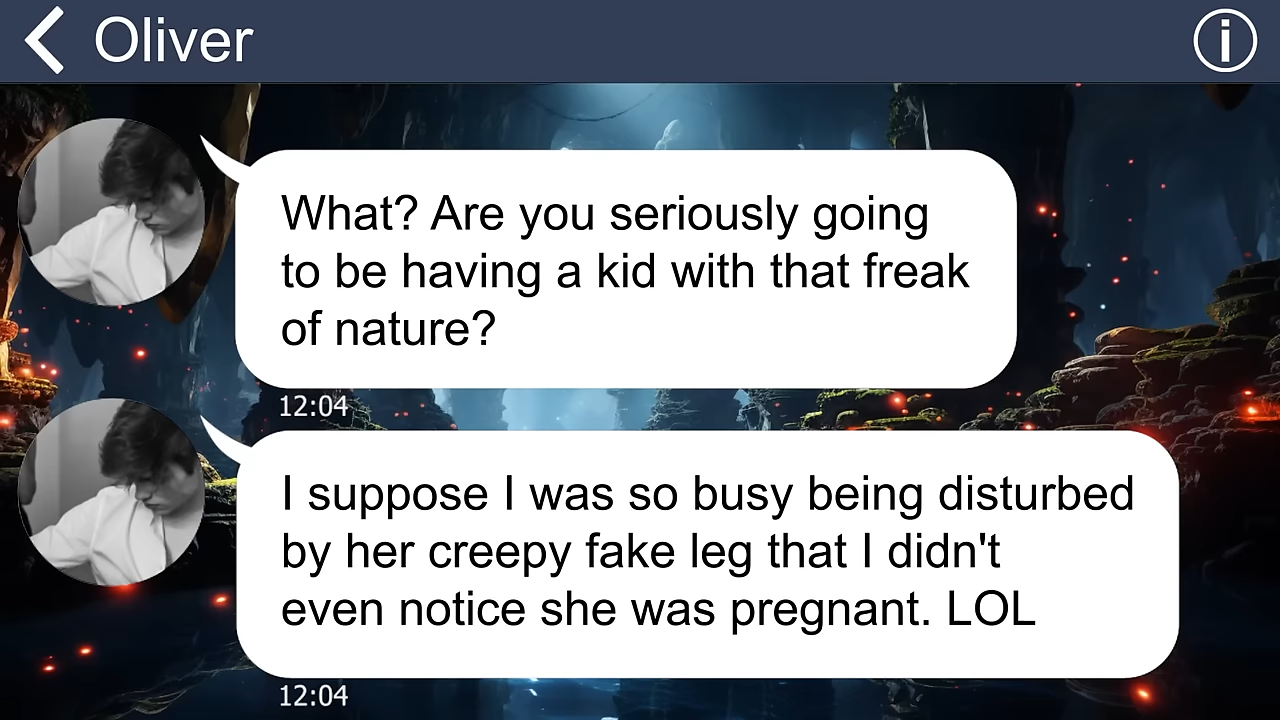 Oliver
What? Are you seriously going
to be having a kid with that freak
of nature?
12:04
I suppose I was so busy being disturbed
by her creepy fake leg that I didn't
even notice she was pregnant. LOL
12:04